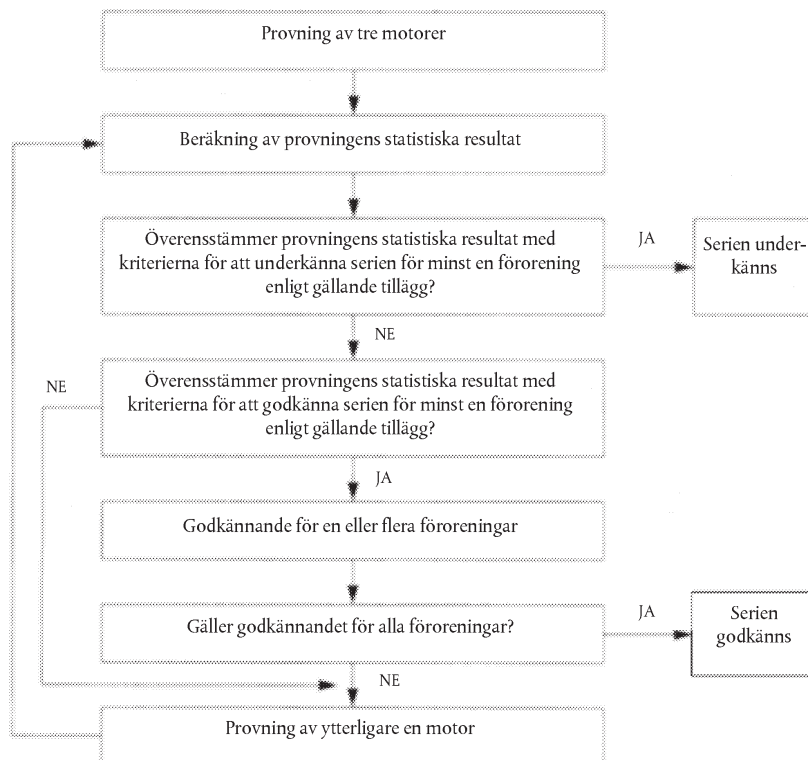 Provning av tre motorer
Beräkning av provningens statistiska resultat
Överensstämmer provningens statistiska resultat med
kriterierna för att underkänna serien för minst en förorening
enligt gällande tillägg?
JA
Serien under-
känns
NE
NE
Överensstämmer provningens statistiska resultat med
kriterierna för att godkänna serien för minst en förorening
enligt gällande tillägg?
JA
Godkännande för en eller flera föroreningar
Gäller godkännandet för alla föroreningar?
JA
Serien
godkänns
NE
Provning av ytterligare en motor